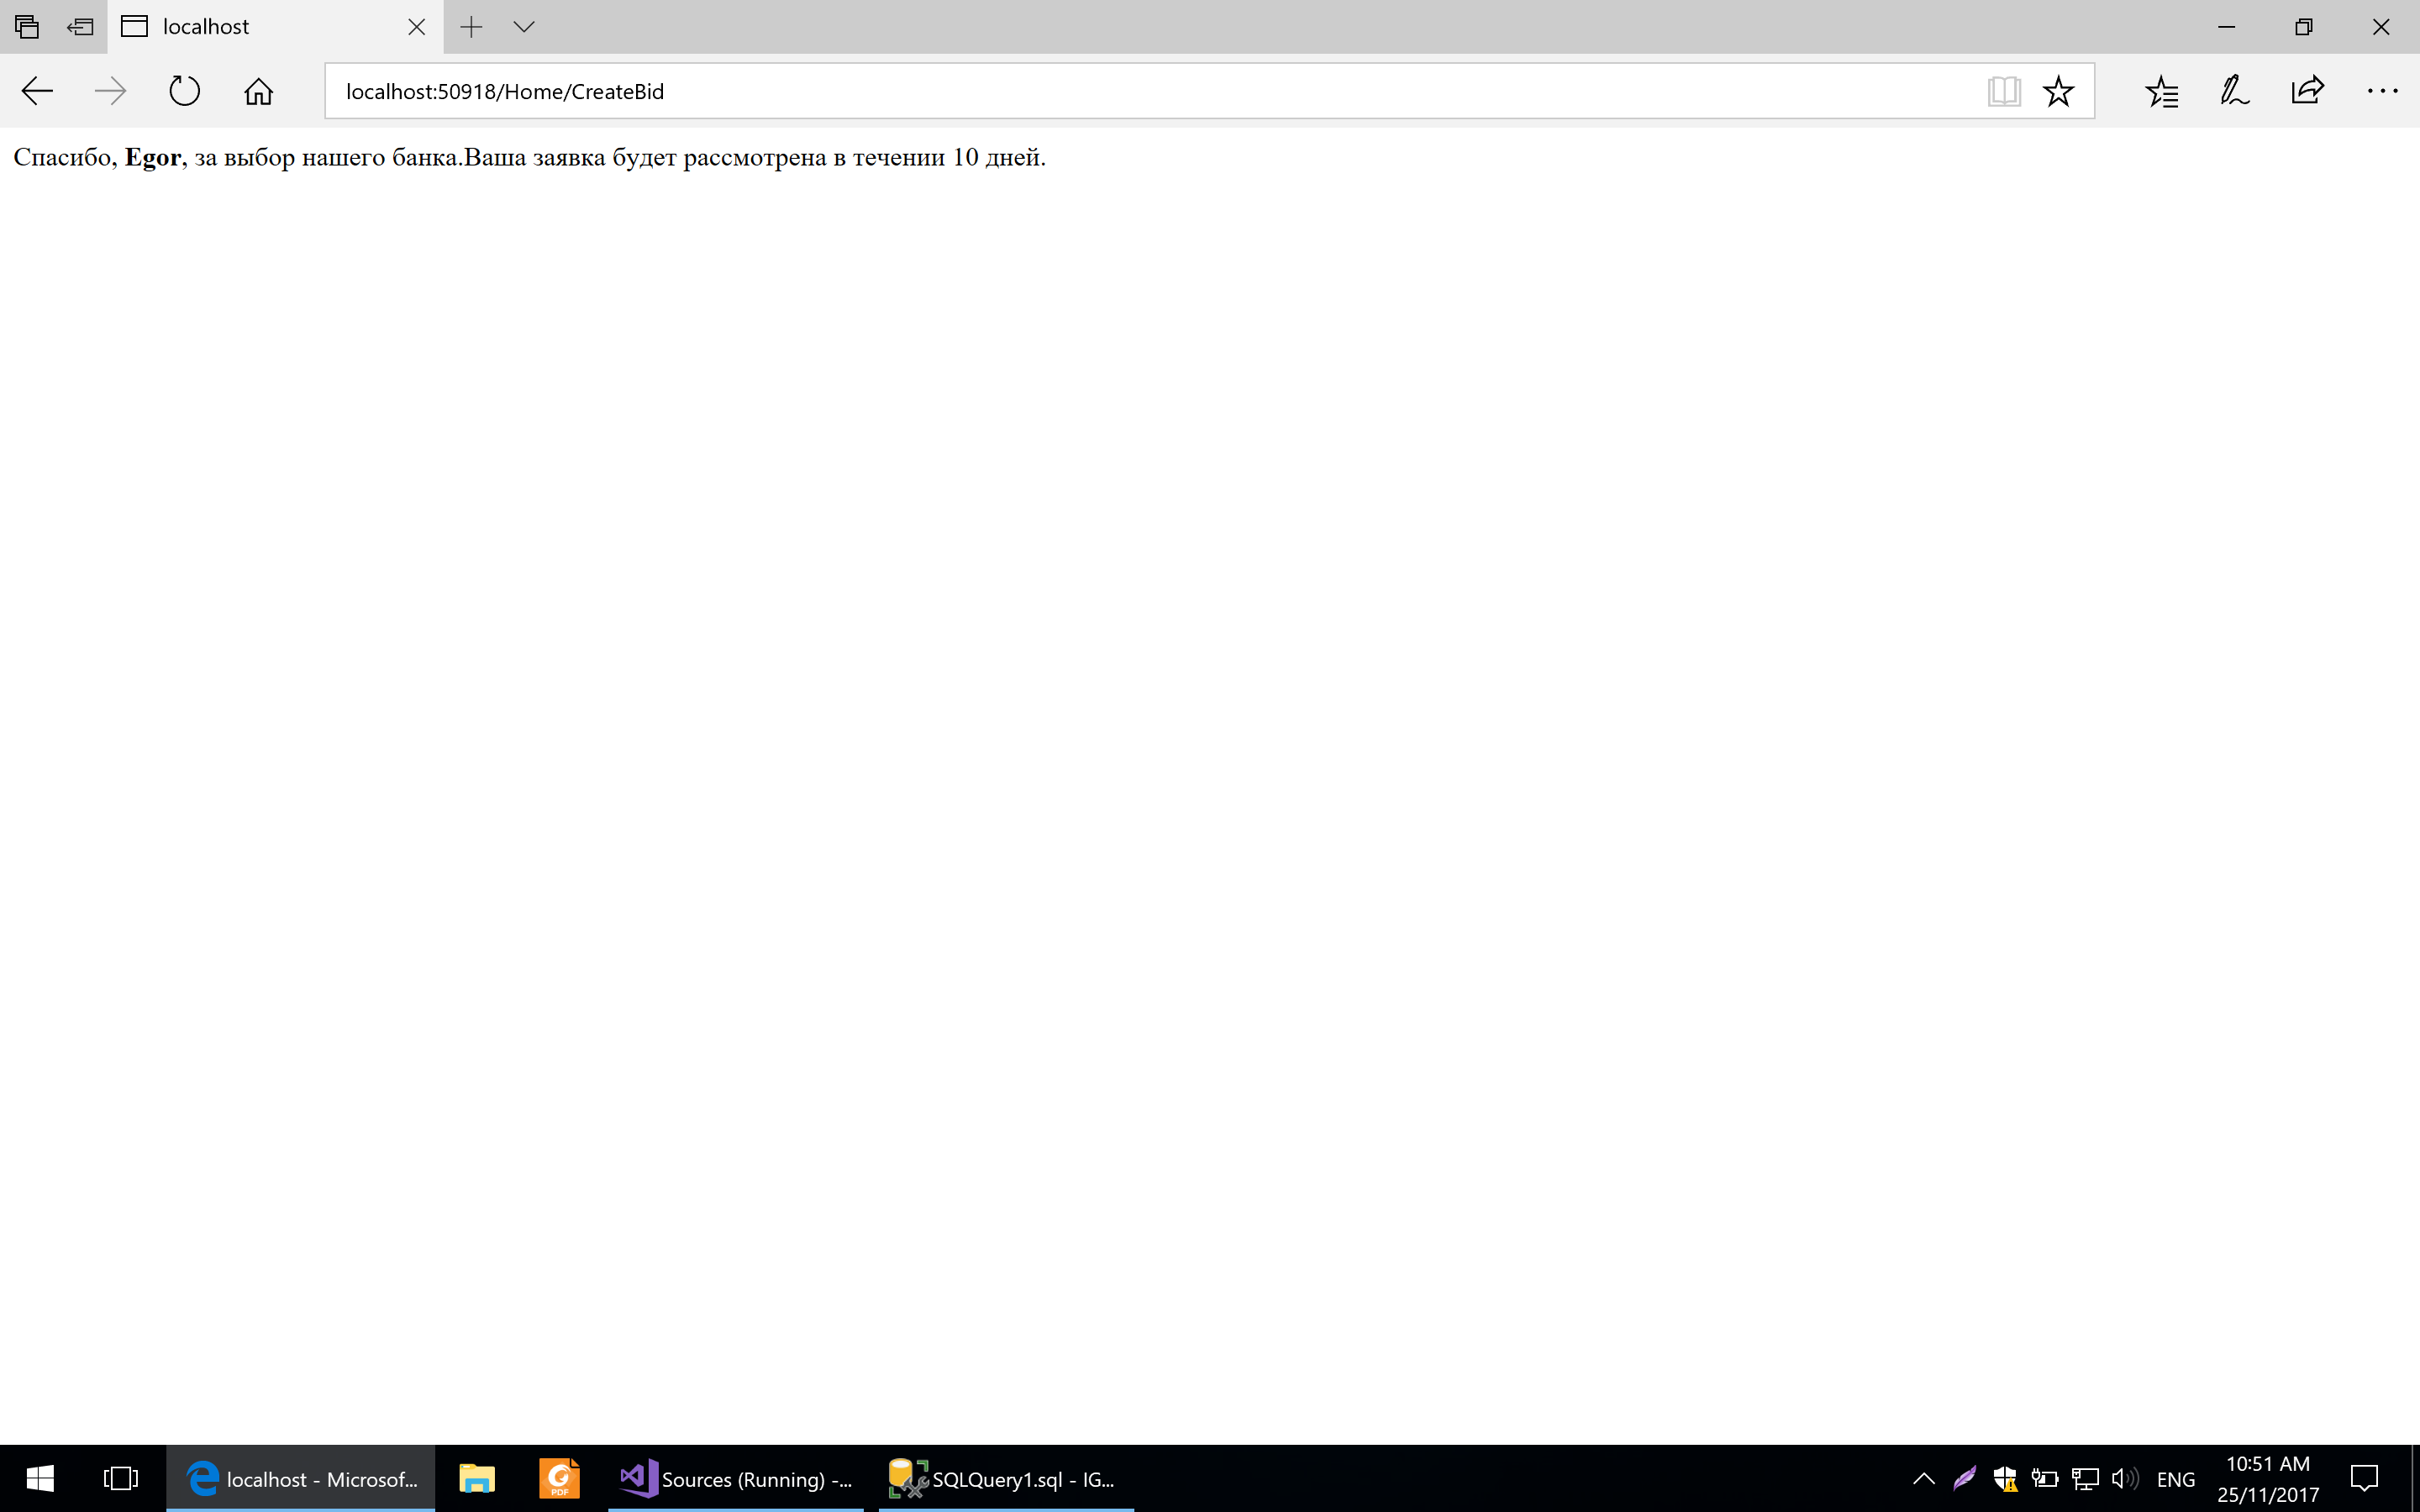 localhost
localhost:50918/Home/CreateBid
Спасибо, Egor, за выбор нашего банка.Ваша заявка будет рассмотрена в течении 10 дней.
localhost - Microsof...
PDF
Sources (Running) -...
SQLQuery1.sql - IG...
ENG
10:51 AM
25/11/2017